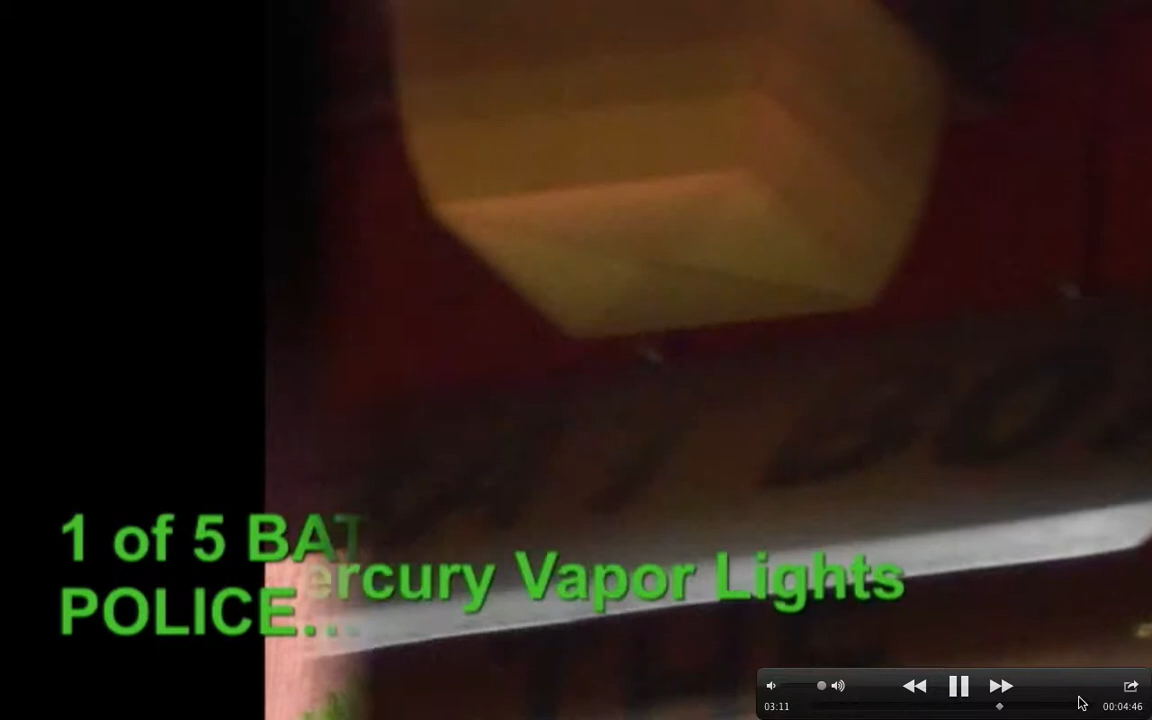 1 of 5 BAT
ercury Vapor Lights
POLICE...
03:11
00:04:46